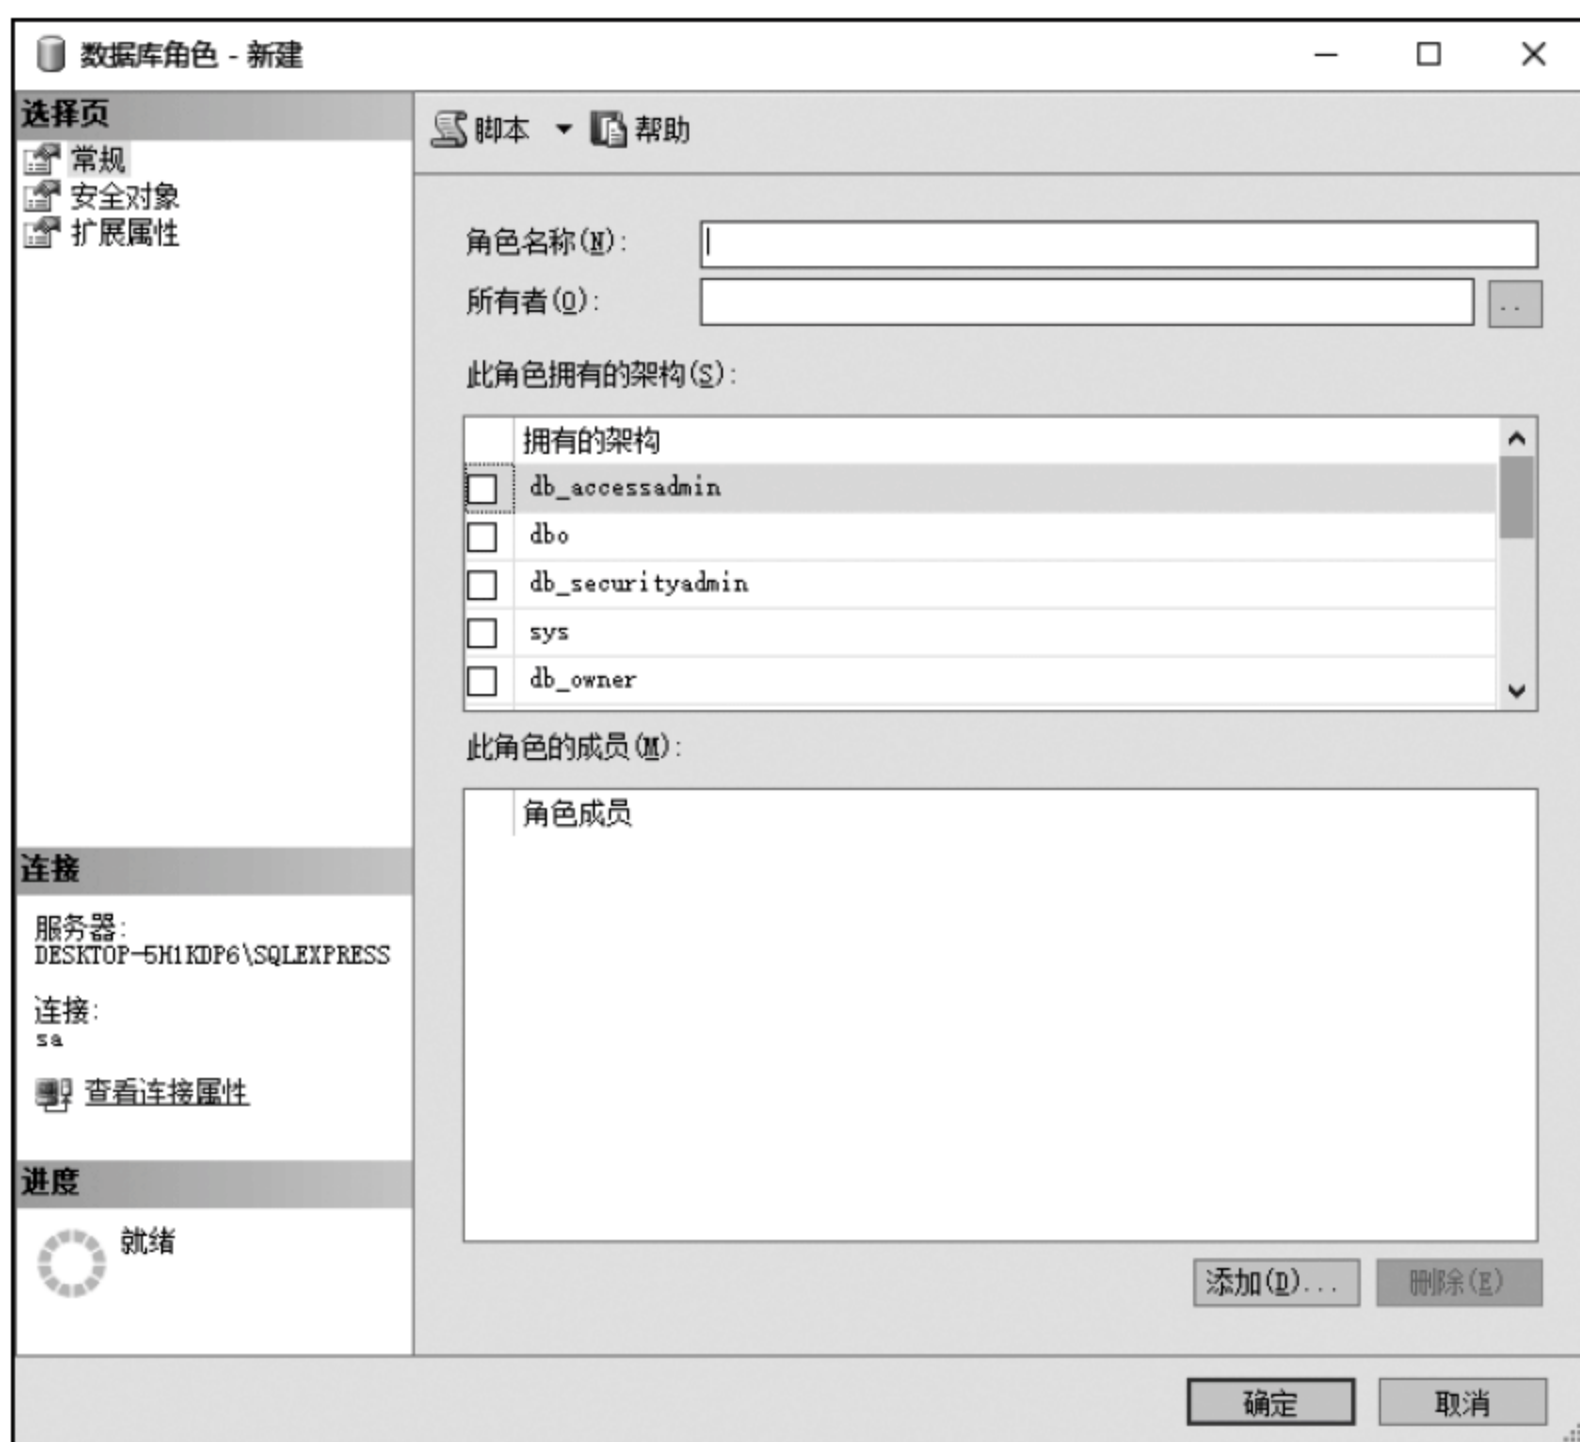 数据库角色 - 新建
选择页
常规
安全对象
扩展属性
脚本 帮助
角色名称(N):
所有者(O): ..
此角色拥有的架构(S):
拥有的架构
db_accessadmin
dbo
db_securityadmin
sys
db_owner
此角色的成员(M):
角色成员
连接
服务器:
DESKTOP-5H1KDP6\SQLEXPRESS
连接:
sa
查看连接属性
进度
就绪
添加(D)... 删除(E)
确定 取消